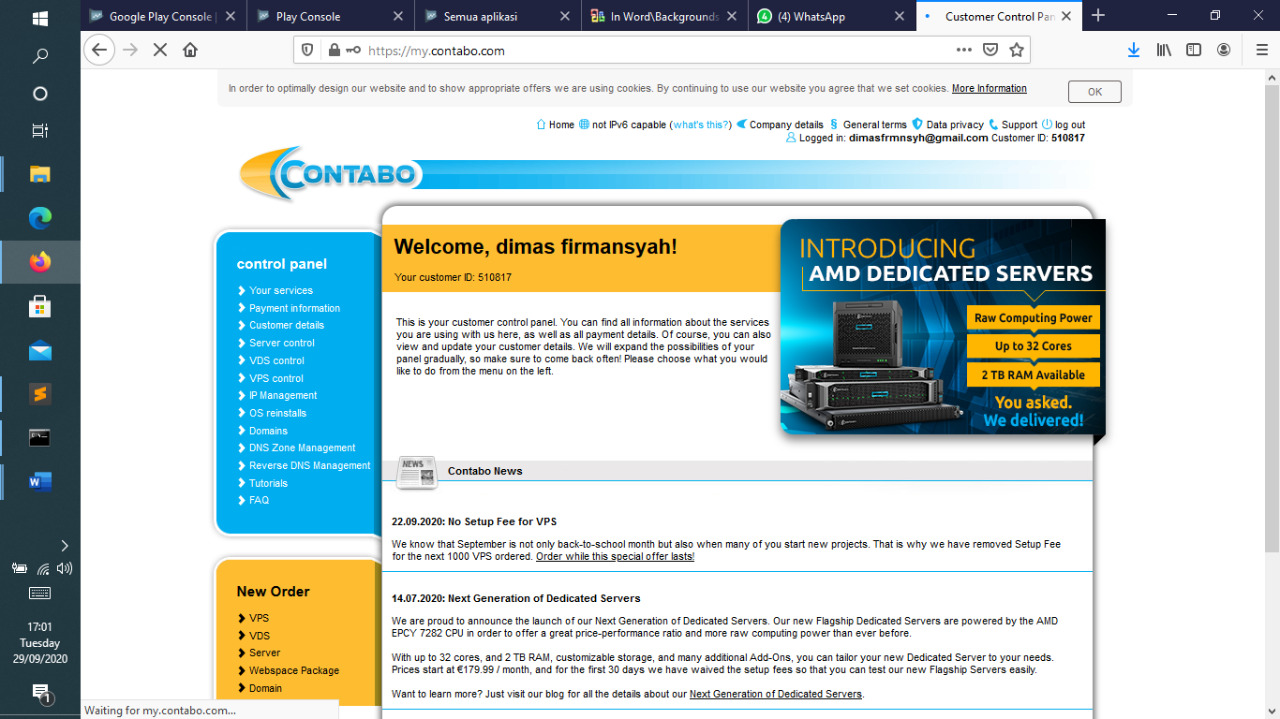 Google Play Console |
Play Console
Semua aplikasi
In Word\Backgrounds
(4) WhatsApp
Customer Control Pan
https://my.contabo.com
In order to optimally design our website and to show appropriate offers we are using cookies. By continuing to use our website you agree that we set cookies. More Information
OK
Home not IPv6 capable (what's this?) Company details § General terms Data privacy Support log out
Logged in: dimasfrmnsyh@gmail.com Customer ID: 510817
CONTABO
control panel
Your services
Payment information
Customer details
Server control
VDS control
VPS control
IP Management
OS reinstalls
Domains
DNS Zone Management
Reverse DNS Management
Tutorials
FAQ
New Order
VPS
VDS
Server
Webspace Package
Domain
Welcome, dimas firmansyah!
Your customer ID: 510817
This is your customer control panel. You can find all information about the services
you are using with us here, as well as all payment details. Of course, you can also
view and update your customer details. We will expand the possibilities of your
panel gradually, so make sure to come back often! Please choose what you would
like to do from the menu on the left.
INTRODUCING
AMD DEDICATED SERVERS
Raw Computing Power
Up to 32 Cores
2 TB RAM Available
You asked.
We delivered!
NEWS
Contabo News
22.09.2020: No Setup Fee for VPS
We know that September is not only back-to-school month but also when many of you start new projects. That is why we have removed Setup Fee
for the next 1000 VPS ordered. Order while this special offer lasts!
14.07.2020: Next Generation of Dedicated Servers
We are proud to announce the launch of our Next Generation of Dedicated Servers. Our new Flagship Dedicated Servers are powered by the AMD
EPCY 7282 CPU in order to offer a great price-performance ratio and more raw computing power than ever before.
With up to 32 cores, and 2 TB RAM, customizable storage, and many additional Add-Ons, you can tailor your new Dedicated Server to your needs.
Prices start at €179.99 / month, and for the first 30 days we have waived the setup fees so that you can test our new Flagship Servers easily.
Want to learn more? Just visit our blog for all the details about our Next Generation of Dedicated Servers.
Waiting for my.contabo.com...
17:01
Tuesday
29/09/2020
1